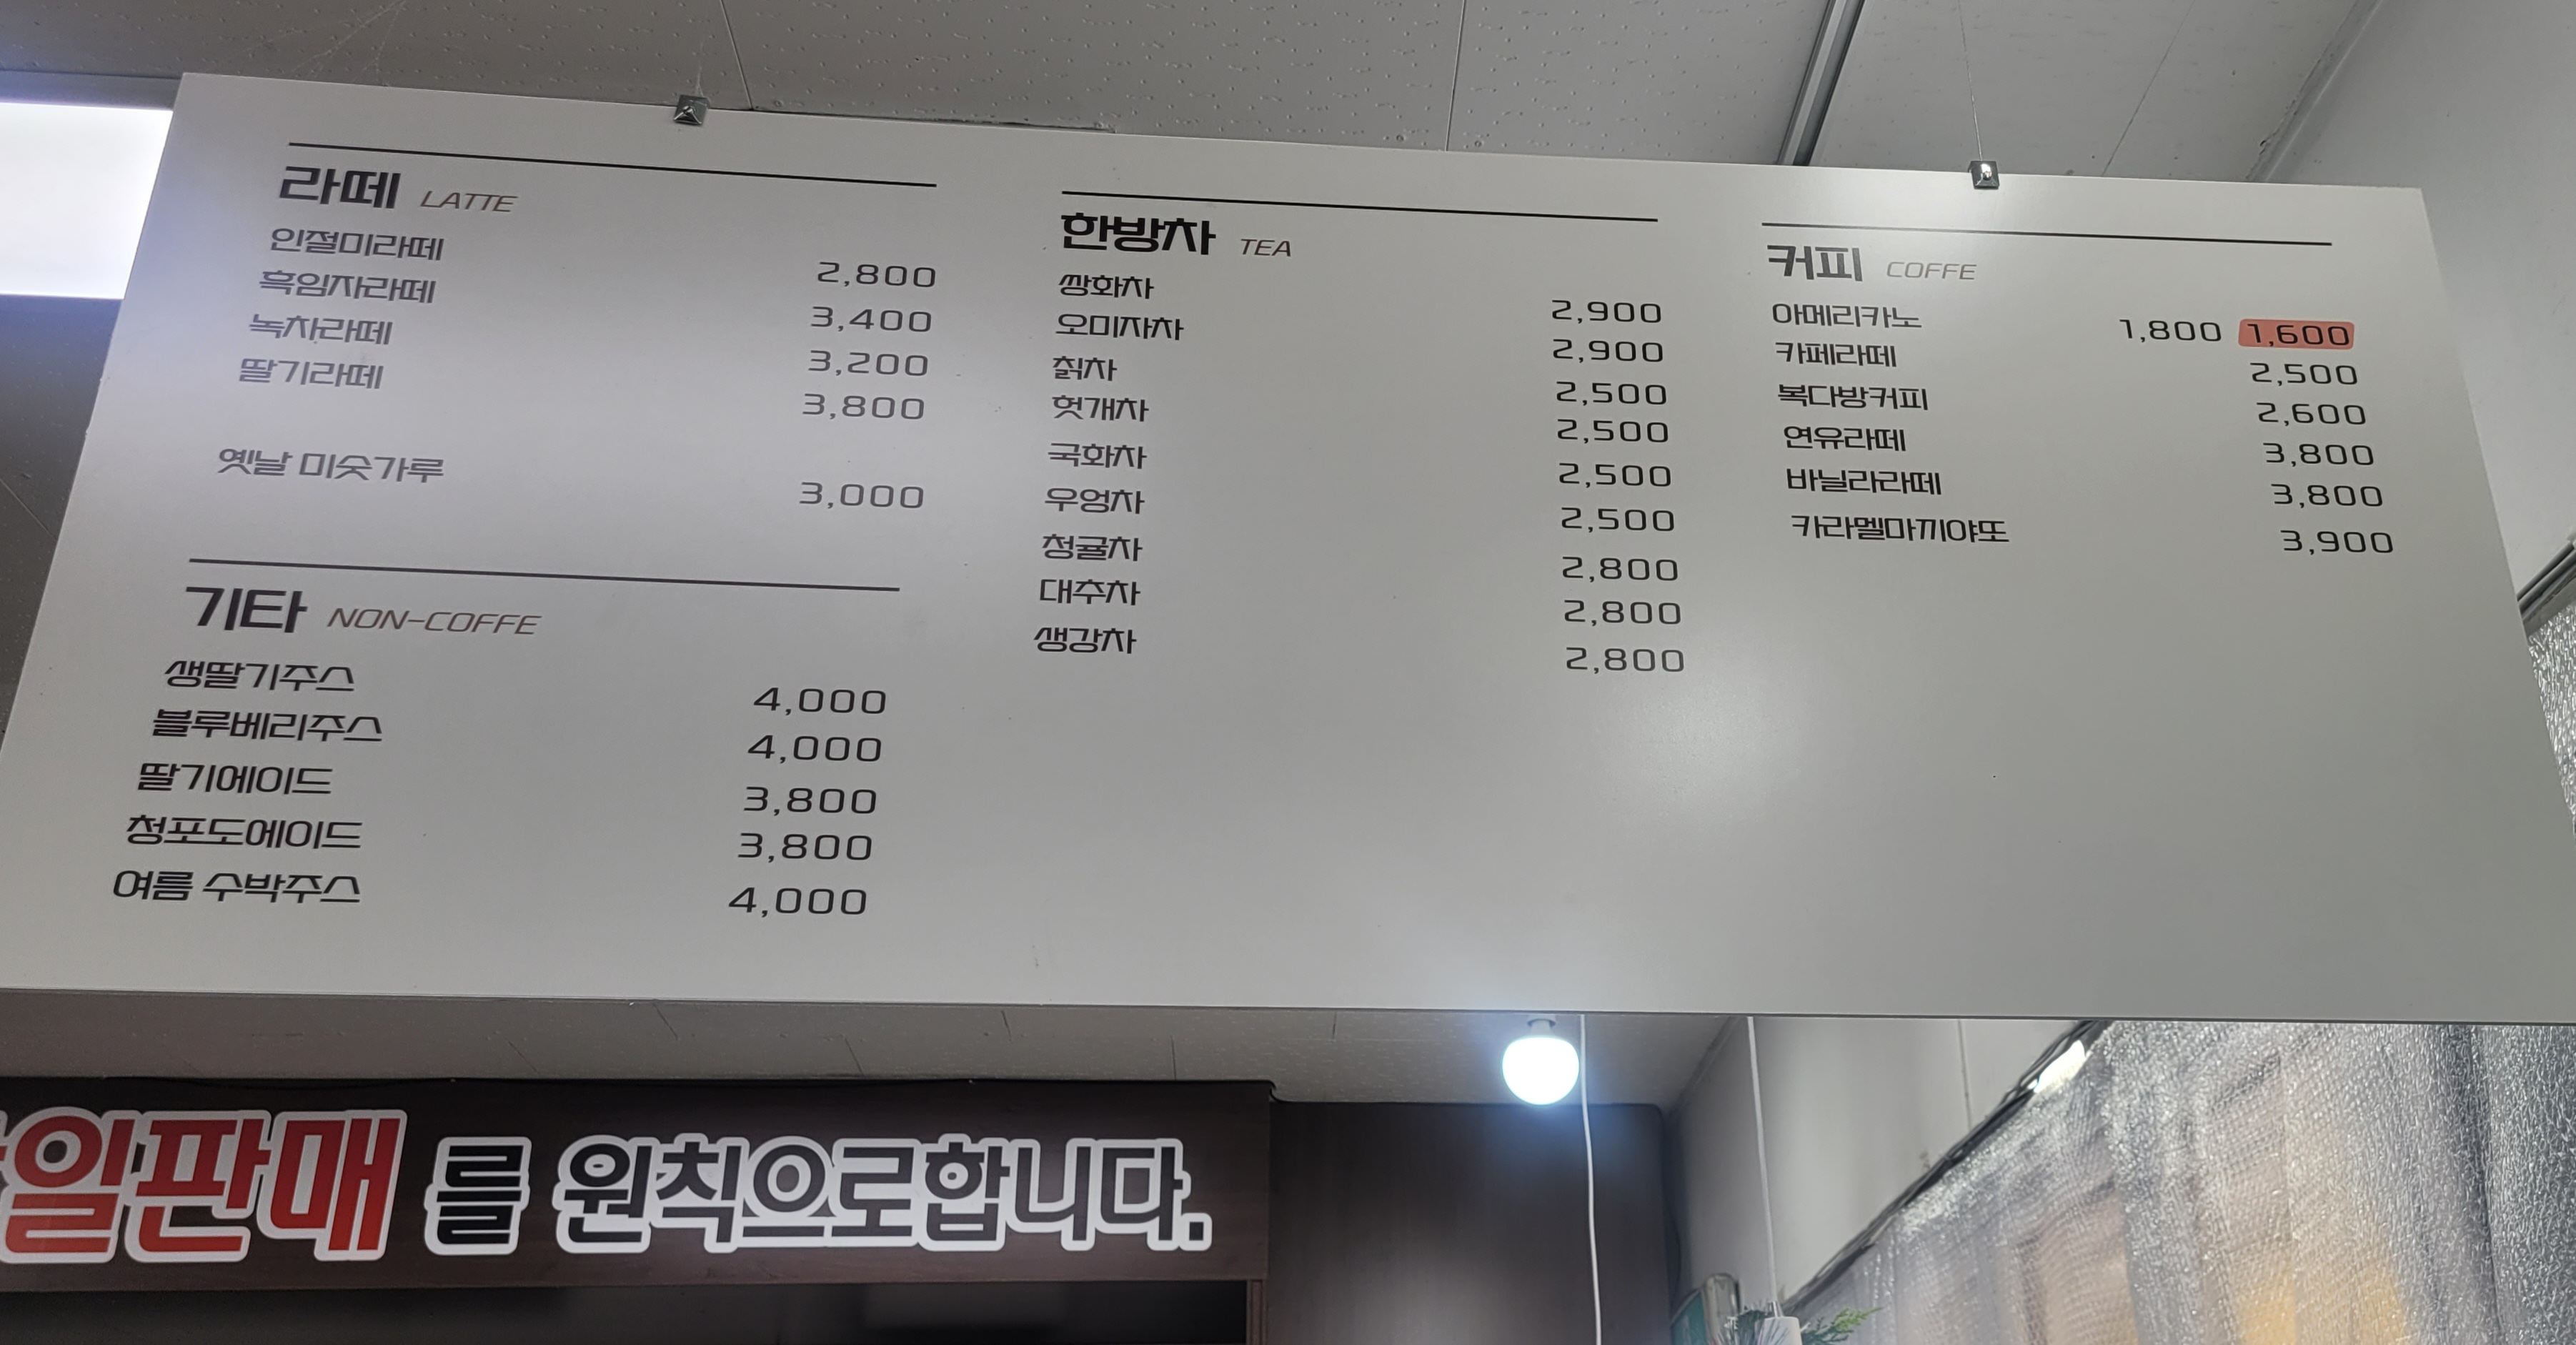 라떼 LATTE
인절미라떼 2,800
흑임자라떼 3,400
녹차라떼 3,200
딸기라떼 3,800
옛날 미숫가루 3,000
기타 NON-COFFE
생딸기주스 4,000
블루베리주스 4,000
딸기에이드 3,800
청포도에이드 3,800
여름 수박주스 4,000
한방차 TEA
쌍화차 2,900
오미자차 2,900
칡차 2,500
헛개차 2,500
국화차 2,500
우엉차 2,500
청귤차 2,800
대추차 2,800
생강차 2,800
커피 COFFE
아메리카노 1,800 1,600
카페라떼 2,500
복다방커피 2,600
연유라떼 3,800
바닐라라떼 3,800
카라멜마끼야또 3,900
일판매를 원칙으로합니다.